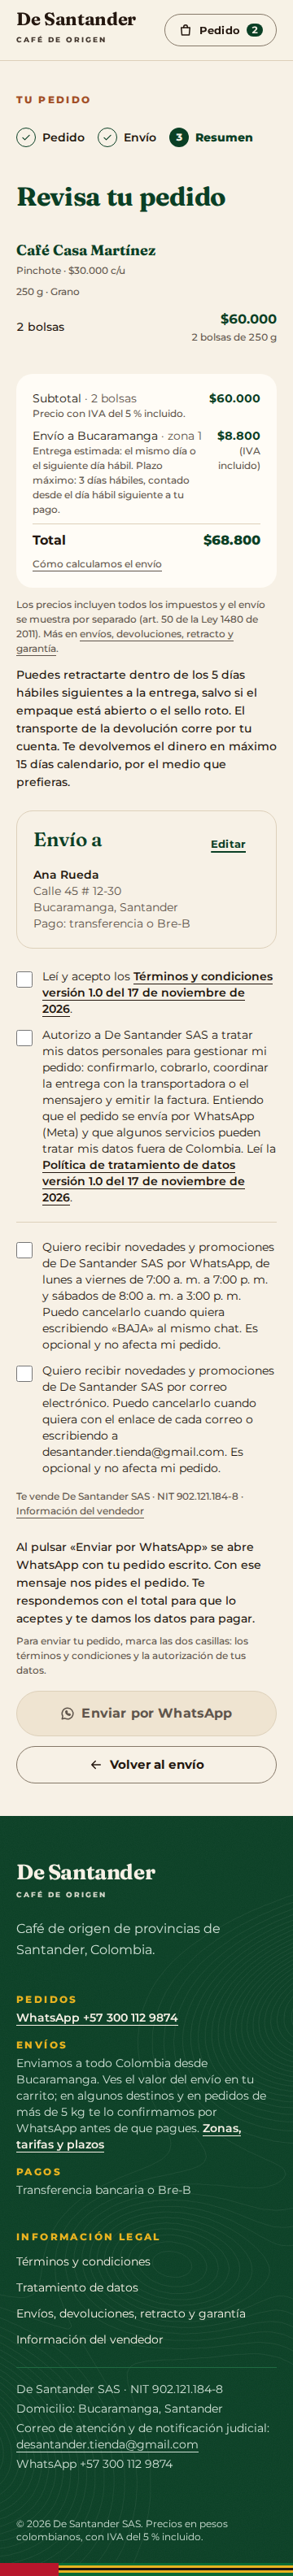 De Santander
CAFÉ DE ORIGEN
Pedido 2
TU PEDIDO
Pedido Envío 3 Resumen
Revisa tu pedido
Café Casa Martínez
Pinchote · $30.000 c/u
250 g · Grano
2 bolsas
$60.000
2 bolsas de 250 g
Subtotal · 2 bolsas $60.000
Precio con IVA del 5 % incluido.
Envío a Bucaramanga · zona 1 $8.800
(IVA
incluido)
Entrega estimada: el mismo día o
el siguiente día hábil. Plazo
máximo: 3 días hábiles, contado
desde el día hábil siguiente a tu
pago.
Total $68.800
Cómo calculamos el envío
Los precios incluyen todos los impuestos y el envío
se muestra por separado (art. 50 de la Ley 1480 de
2011). Más en envíos, devoluciones, retracto y
garantía.
Puedes retractarte dentro de los 5 días
hábiles siguientes a la entrega, salvo si el
empaque está abierto o el sello roto. El
transporte de la devolución corre por tu
cuenta. Te devolvemos el dinero en máximo
15 días calendario, por el medio que
prefieras.
Envío a
Editar
Ana Rueda
Calle 45 # 12-30
Bucaramanga, Santander
Pago: transferencia o Bre-B
Leí y acepto los Términos y condiciones
versión 1.0 del 17 de noviembre de
2026.
Autorizo a De Santander SAS a tratar
mis datos personales para gestionar mi
pedido: confirmarlo, cobrarlo, coordinar
la entrega con la transportadora o el
mensajero y emitir la factura. Entiendo
que el pedido se envía por WhatsApp
(Meta) y que algunos servicios pueden
tratar mis datos fuera de Colombia. Leí la
Política de tratamiento de datos
versión 1.0 del 17 de noviembre de
2026.
Quiero recibir novedades y promociones
de De Santander SAS por WhatsApp, de
lunes a viernes de 7:00 a. m. a 7:00 p. m.
y sábados de 8:00 a. m. a 3:00 p. m.
Puedo cancelarlo cuando quiera
escribiendo «BAJA» al mismo chat. Es
opcional y no afecta mi pedido.
Quiero recibir novedades y promociones
de De Santander SAS por correo
electrónico. Puedo cancelarlo cuando
quiera con el enlace de cada correo o
escribiendo a
desantander.tienda@gmail.com. Es
opcional y no afecta mi pedido.
Te vende De Santander SAS · NIT 902.121.184-8 ·
Información del vendedor
Al pulsar «Enviar por WhatsApp» se abre
WhatsApp con tu pedido escrito. Con ese
mensaje nos pides el pedido. Te
respondemos con el total para que lo
aceptes y te damos los datos para pagar.
Para enviar tu pedido, marca las dos casillas: los
términos y condiciones y la autorización de tus
datos.
Enviar por WhatsApp
Volver al envío
De Santander
CAFÉ DE ORIGEN
Café de origen de provincias de
Santander, Colombia.
PEDIDOS
WhatsApp +57 300 112 9874
ENVÍOS
Enviamos a todo Colombia desde
Bucaramanga. Ves el valor del envío en tu
carrito; en algunos destinos y en pedidos de
más de 5 kg te lo confirmamos por
WhatsApp antes de que pagues. Zonas,
tarifas y plazos
PAGOS
Transferencia bancaria o Bre-B
INFORMACIÓN LEGAL
Términos y condiciones
Tratamiento de datos
Envíos, devoluciones, retracto y garantía
Información del vendedor
De Santander SAS · NIT 902.121.184-8
Domicilio: Bucaramanga, Santander
Correo de atención y de notificación judicial:
desantander.tienda@gmail.com
WhatsApp +57 300 112 9874
© 2026 De Santander SAS. Precios en pesos
colombianos, con IVA del 5 % incluido.